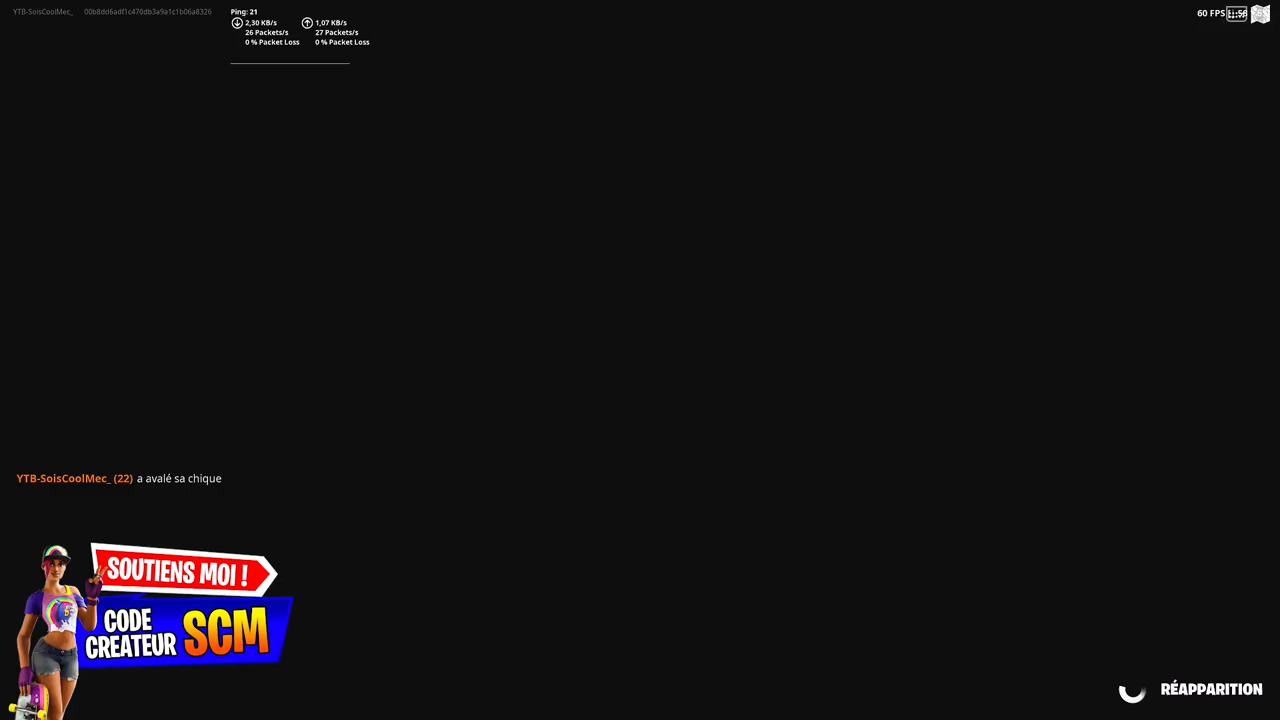 YTB-SoisCoolMec_ 00b8dd6adf1c470db3a9a1c1b06a8326
Ping: 21
2,30 KB/s 1,07 KB/s
26 Packets/s 27 Packets/s
0 % Packet Loss 0 % Packet Loss
60 FPS
YTB-SoisCoolMec_ (22) a avalé sa chique
SOUTIENS MOI !
CODE
CREATEUR SCM
RÉAPPARITION